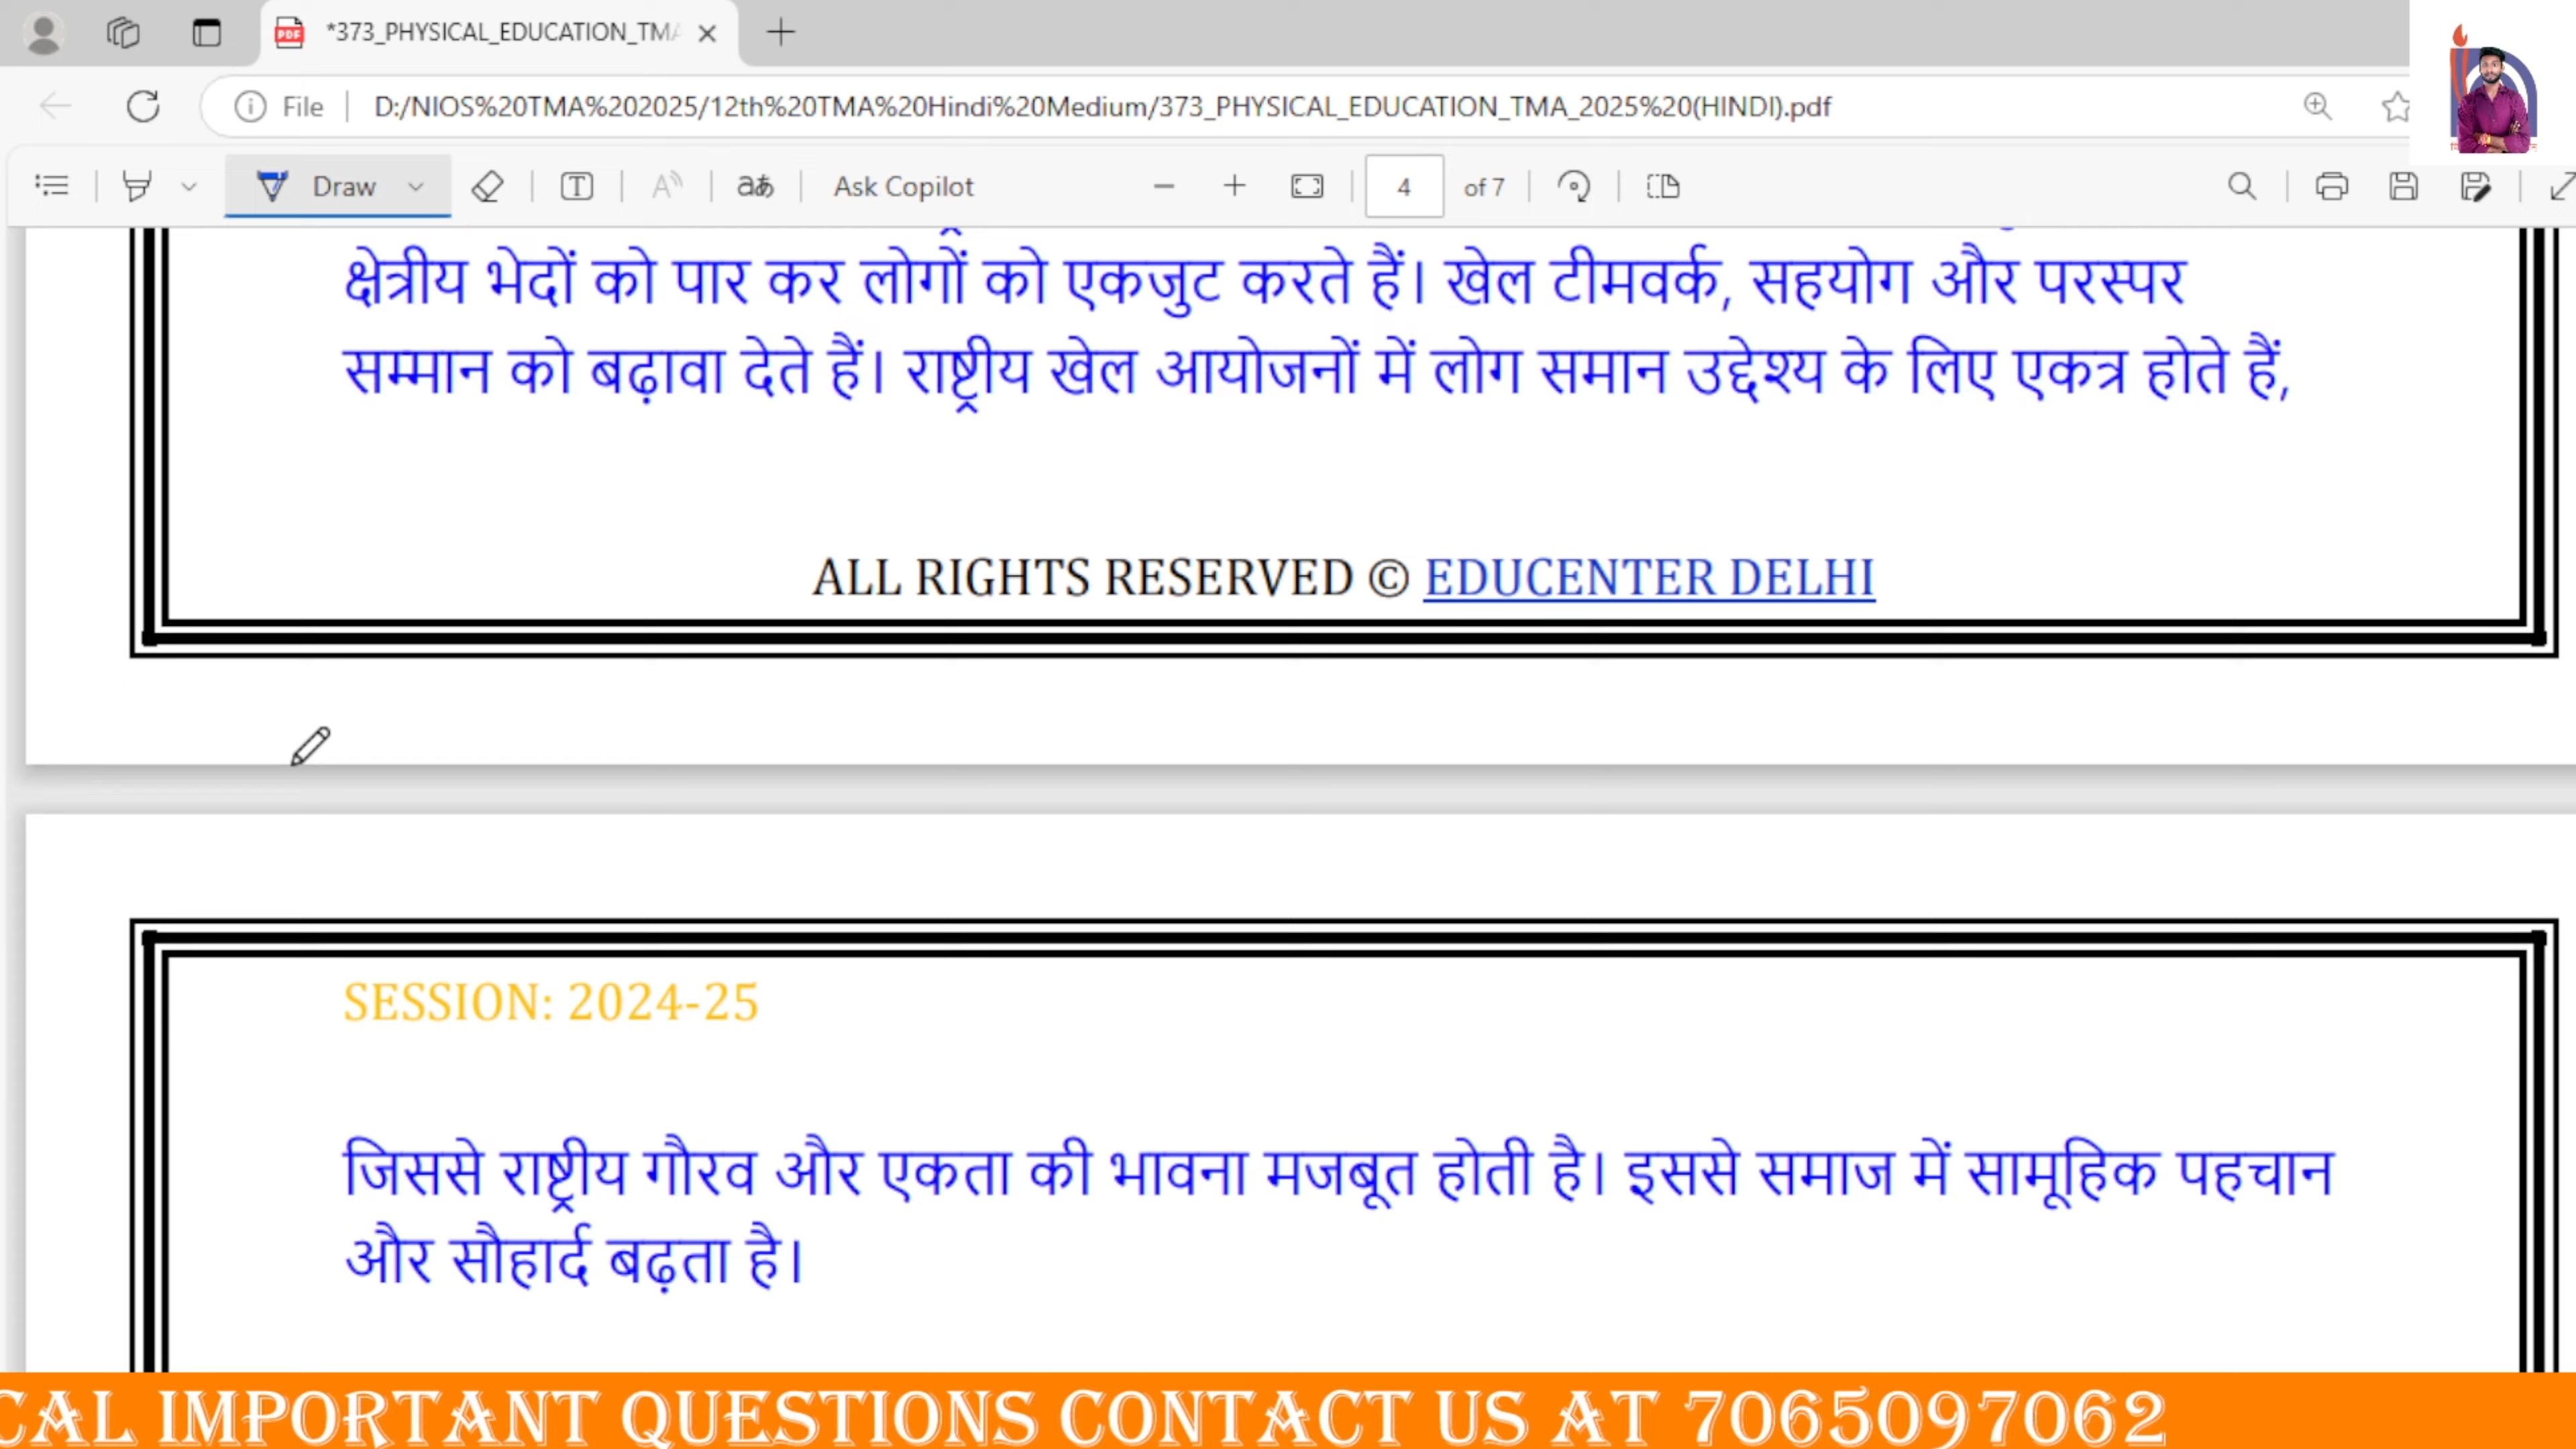 *373_PHYSICAL_EDUCATION_TMA
File
D:/NIOS%20TMA%202025/12th%20TMA%20Hindi%20Medium/373_PHYSICAL_EDUCATION_TMA_2025%20(HINDI).pdf
Draw
Ask Copilot
4 of 7
क्षेत्रीय भेदों को पार कर लोगों को एकजुट करते हैं। खेल टीमवर्क, सहयोग और परस्पर
सम्मान को बढ़ावा देते हैं। राष्ट्रीय खेल आयोजनों में लोग समान उद्देश्य के लिए एकत्र होते हैं,
ALL RIGHTS RESERVED © EDUCENTER DELHI
SESSION: 2024-25
जिससे राष्ट्रीय गौरव और एकता की भावना मजबूत होती है। इससे समाज में सामूहिक पहचान
और सौहार्द बढ़ता है।
CAL IMPORTANT QUESTIONS CONTACT US AT 7065097062